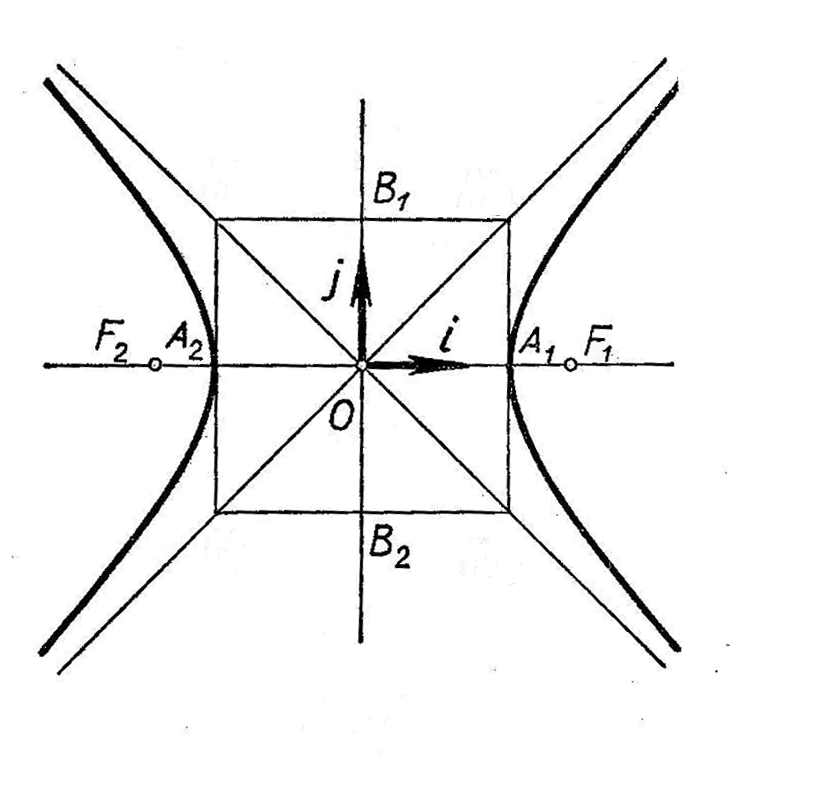 B₁
j
i
F₂ A₂ A₁ F₁
O
B₂